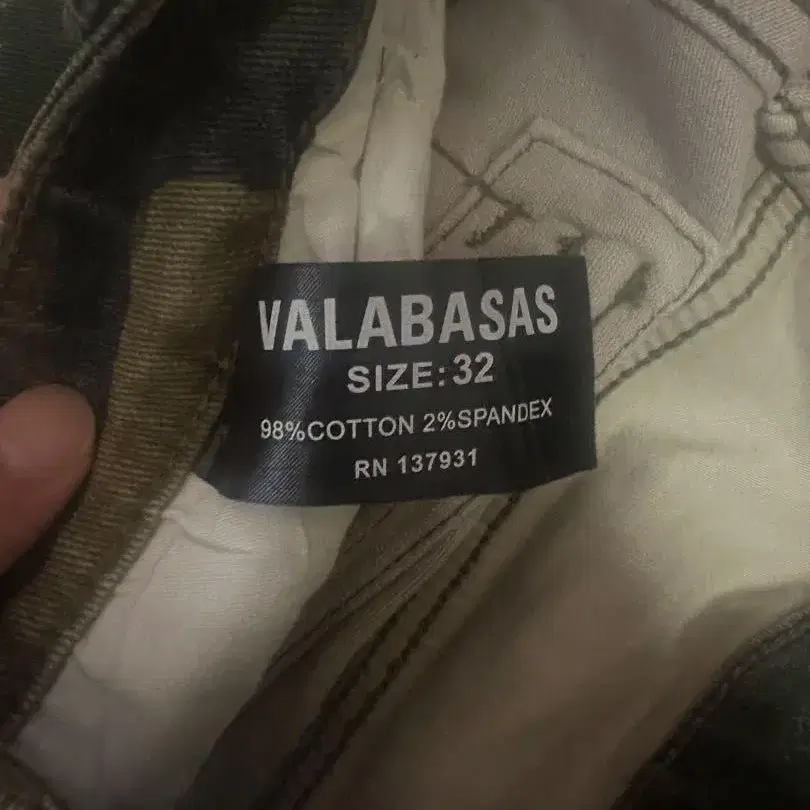 VALABASAS
SIZE:32
98%COTTON 2%SPANDEX
RN 137931